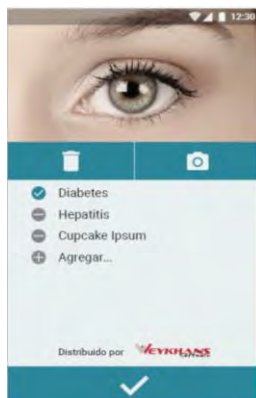 12:30
Diabetes
Hepatitis
Cupcake Ipsum
Agregar...
Distribuido por